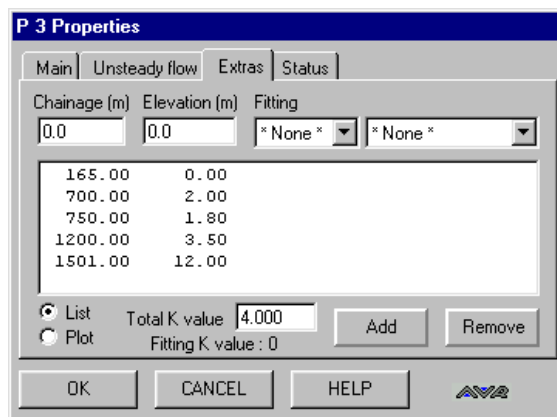 P 3 Properties
Main Unsteady flow Extras Status
Chainage (m) Elevation (m) Fitting
0.0 0.0 * None * * None *
165.00 0.00
700.00 2.00
750.00 1.80
1200.00 3.50
1501.00 12.00
List Total K value 4.000 Add Remove
Plot Fitting K value : 0
OK CANCEL HELP